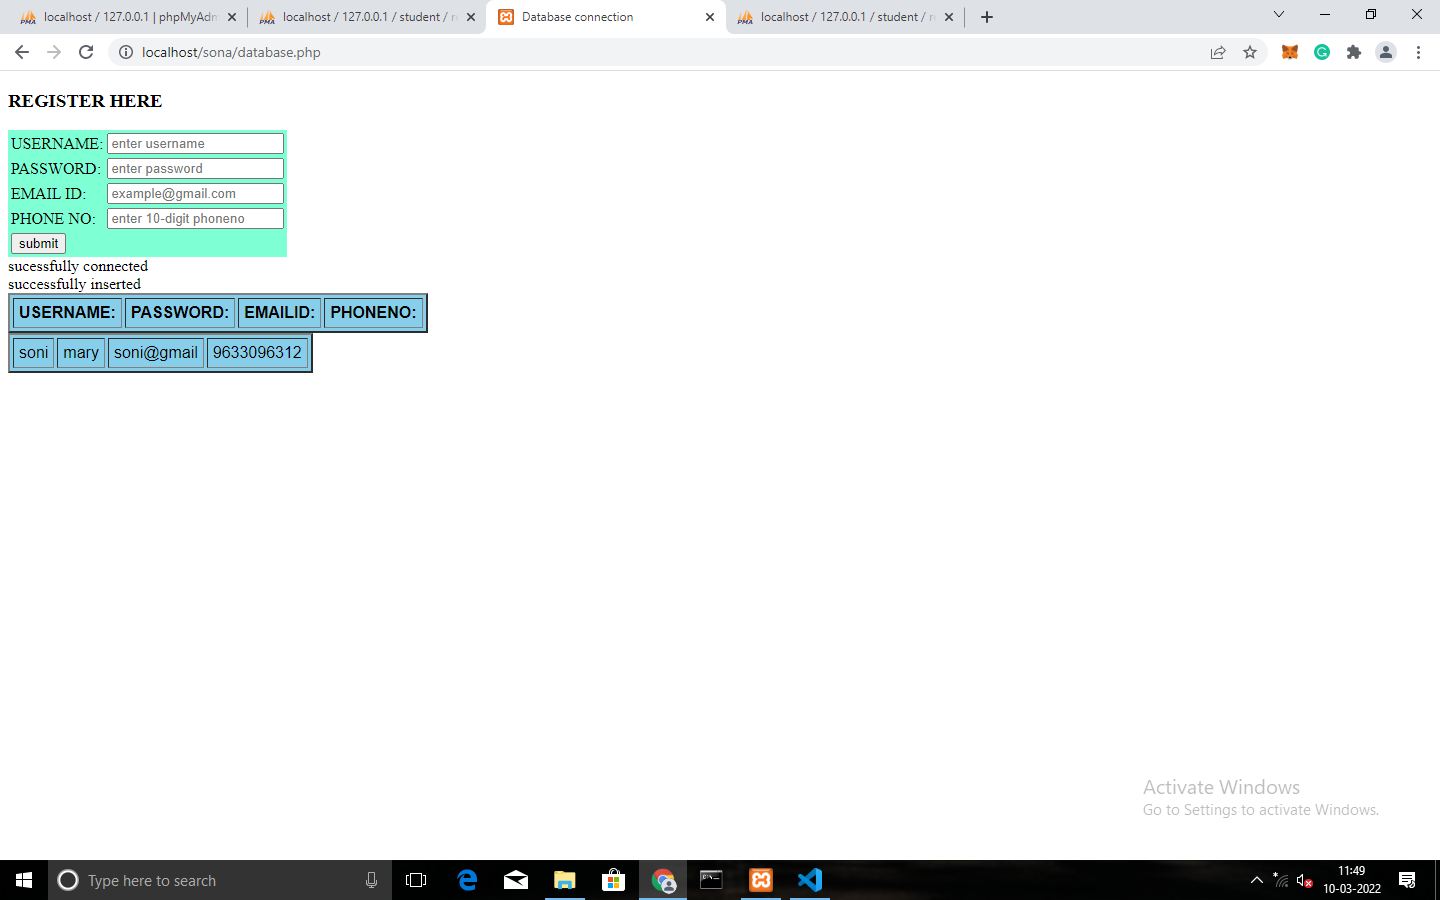 localhost / 127.0.0.1 | phpMyAdm
localhost / 127.0.0.1 / student / r
Database connection
localhost / 127.0.0.1 / student / r
localhost/sona/database.php
REGISTER HERE
USERNAME: enter username
PASSWORD: enter password
EMAIL ID: example@gmail.com
PHONE NO: enter 10-digit phoneno
submit
sucessfully connected
successfully inserted
USERNAME: PASSWORD: EMAILID: PHONENO:
soni mary soni@gmail 9633096312
Activate Windows
Go to Settings to activate Windows.
Type here to search
11:49
10-03-2022